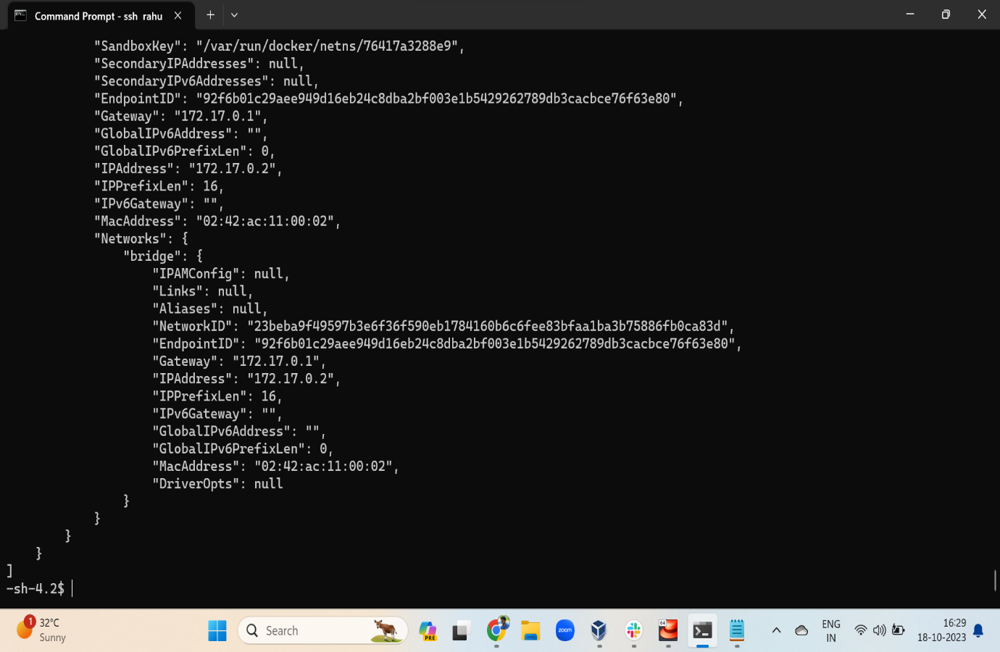 Command Prompt - ssh  rahu
"SandboxKey": "/var/run/docker/netns/76417a3288e9",
"SecondaryIPAddresses": null,
"SecondaryIPv6Addresses": null,
"EndpointID": "92f6b01c29aee949d16eb24c8dba2bf003e1b5429262789db3cacbce76f63e80",
"Gateway": "172.17.0.1",
"GlobalIPv6Address": "",
"GlobalIPv6PrefixLen": 0,
"IPAddress": "172.17.0.2",
"IPPrefixLen": 16,
"IPv6Gateway": "",
"MacAddress": "02:42:ac:11:00:02",
"Networks": {
"bridge": {
"IPAMConfig": null,
"Links": null,
"Aliases": null,
"NetworkID": "23beba9f49597b3e6f36f590eb1784160b6c6fee83bfaa1ba3b75886fb0ca83d",
"EndpointID": "92f6b01c29aee949d16eb24c8dba2bf003e1b5429262789db3cacbce76f63e80",
"Gateway": "172.17.0.1",
"IPAddress": "172.17.0.2",
"IPPrefixLen": 16,
"IPv6Gateway": "",
"GlobalIPv6Address": "",
"GlobalIPv6PrefixLen": 0,
"MacAddress": "02:42:ac:11:00:02",
"DriverOpts": null
}
}
}
}
]
-sh-4.2$
1
32°C
Sunny
Search
PRE
zoom
64
ENG
IN
16:29
18-10-2023